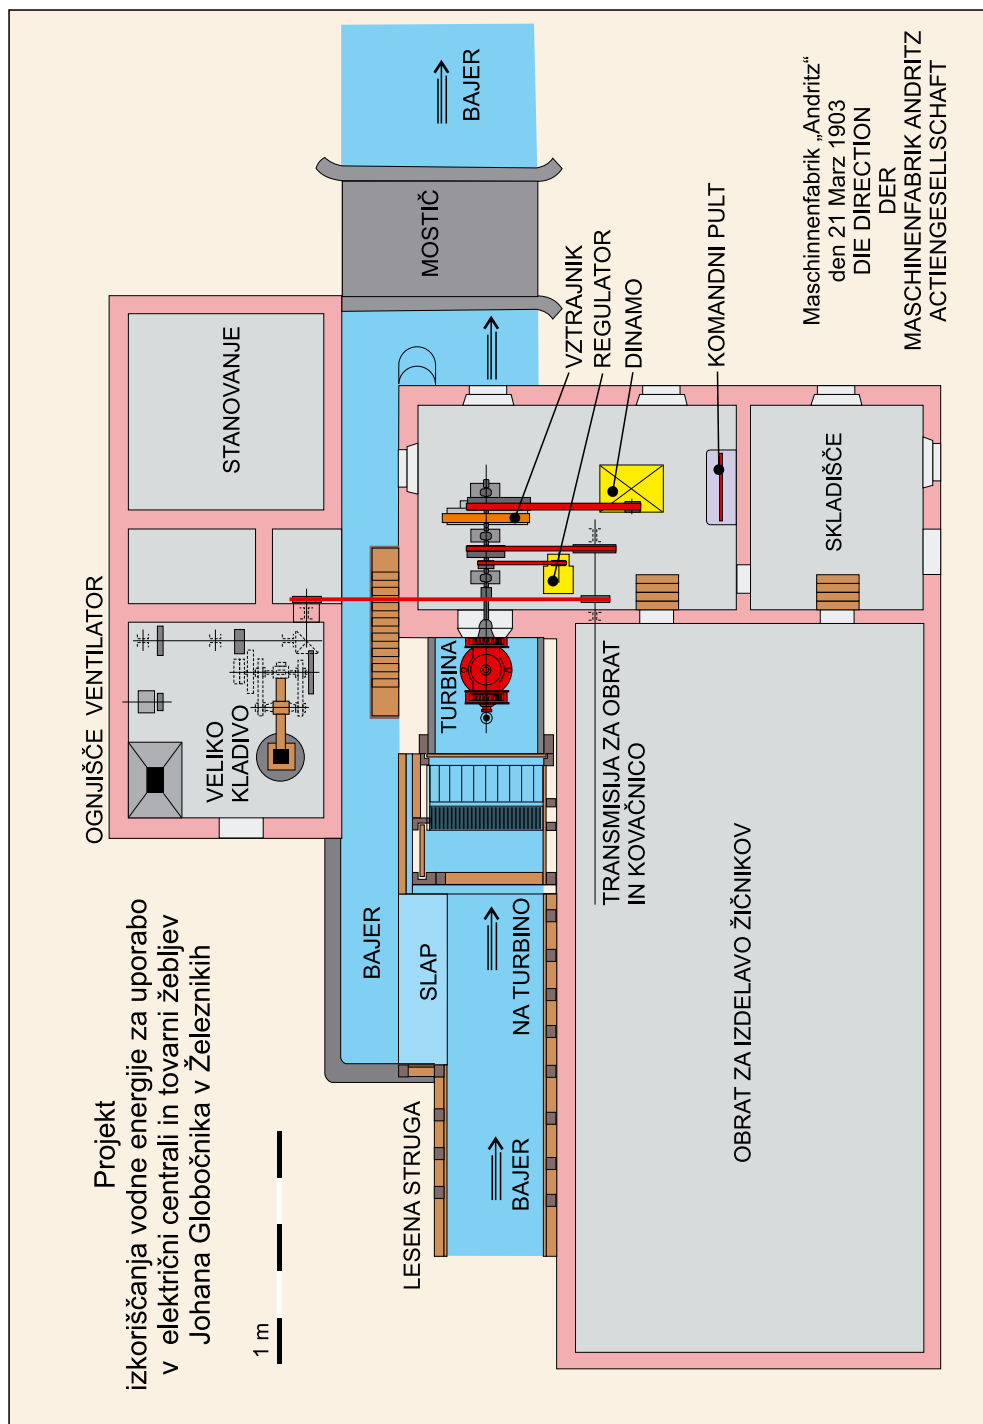 Projekt
izkoriščanja vodne energije za uporabo
v električni centrali in tovarni žebljev
Johana Globočnika v Železnikih
1 m
OGNJIŠČE VENTILATOR
VELIKO
KLADIVO
STANOVANJE
LESENA STRUGA
BAJER
SLAP
BAJER
NA TURBINO
TURBINA
MOSTIČ
BAJER
VZTRAJNIK
REGULATOR
DINAMO
KOMANDNI PULT
TRANSMISIJA ZA OBRAT
IN KOVAČNICO
OBRAT ZA IZDELAVO ŽIČNIKOV
SKLADIŠČE
Maschinnenfabrik „Andritz“
den 21 Marz 1903
DIE DIRECTION
DER
MASCHINENFABRIK ANDRITZ
ACTIENGESELLSCHAFT